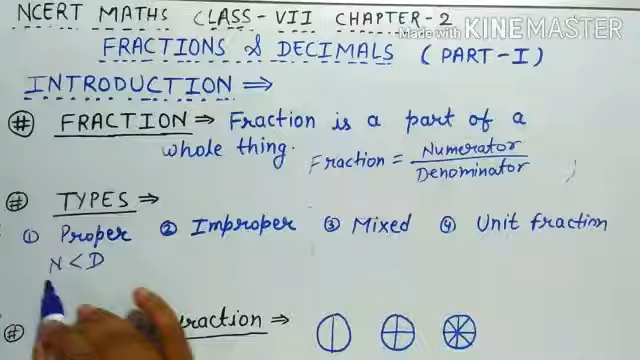 NCERT MATHS CLASS-VII CHAPTER-2
Made with KINEMASTER
FRACTIONS & DECIMALS (PART-I)
INTRODUCTION ⇒
# FRACTION ⇒ Fraction is a part of a
whole thing. Fraction = Numerator
Denominator
# TYPES ⇒
① Proper ② Improper ③ Mixed ④ Unit fraction
N < D
# raction ⇒